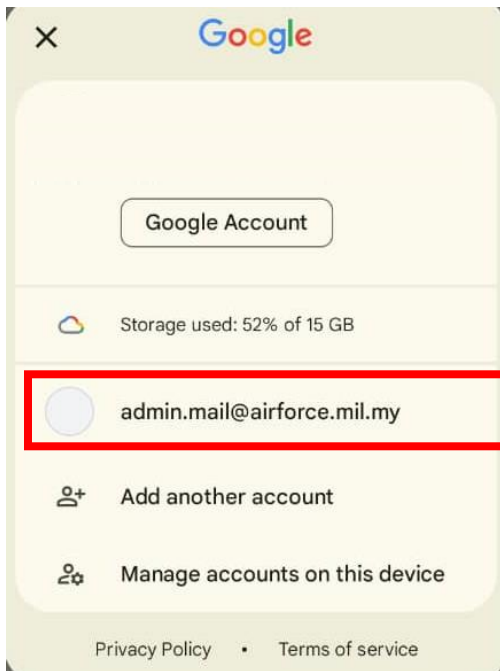 Google
Google Account
Storage used: 52% of 15 GB
admin.mail@airforce.mil.my
Add another account
Manage accounts on this device
Privacy Policy • Terms of service